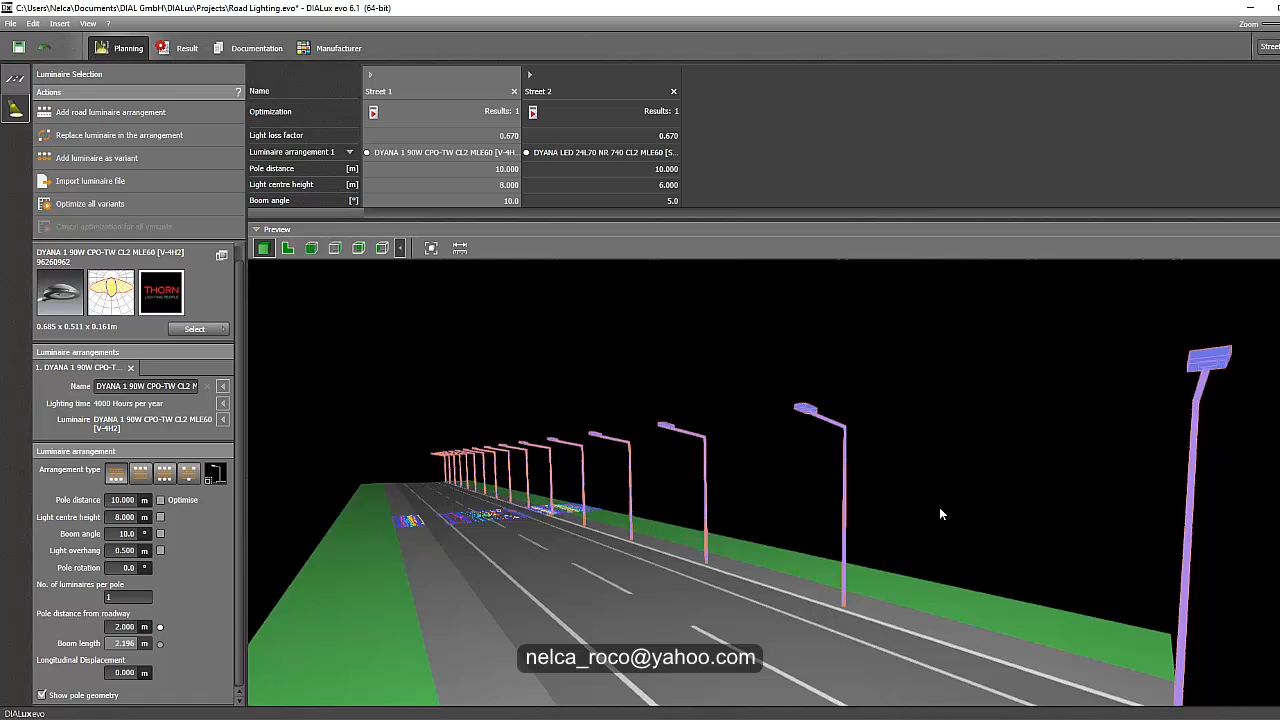 C:\Users\Nelca\Documents\DIAL GmbH\DIALux\Projects\Road Lighting.evo* - DIALux evo 6.1 (64-bit)
File Edit Insert View ? Zoom
Planning Result Documentation Manufacturer Street
Luminaire Selection
Actions ?
Add road luminaire arrangement
Replace luminaire in the arrangement
Add luminaire as variant
Import luminaire file
Optimize all variants
Cancel optimization for all variants
DYANA 1 90W CPO-TW CL2 MLE60 [V-4H2]
96260962
THORN
LIGHTING PEOPLE
0.685 x 0.511 x 0.161m Select
Luminaire arrangements
1. DYANA 1 90W CPO-T... ×
Name DYANA 1 90W CPO-TW CL2 M
Lighting time 4000 Hours per year
Luminaire DYANA 1 90W CPO-TW CL2 MLE60
[V-4H2]
Luminaire arrangement
Arrangement type
Pole distance 10.000 m Optimise
Light centre height 8.000 m
Boom angle 10.0 °
Light overhang 0.500 m
Pole rotation 0.0 °
No. of luminaires per pole
1
Pole distance from roadway
2.000 m
Boom length 2.196 m
Longitudinal Displacement
0.000 m
Show pole geometry
Name Street 1 Street 2
Optimization Results: 1 Results: 1
Light loss factor 0.670 0.670
Luminaire arrangement 1 DYANA 1 90W CPO-TW CL2 MLE60 [V-4H... DYANA LED 24L70 NR 740 CL2 MLE60 [S...
Pole distance [m] 10.000 10.000
Light centre height [m] 8.000 6.000
Boom angle [°] 10.0 5.0
Preview
nelca_roco@yahoo.com
DIALux evo